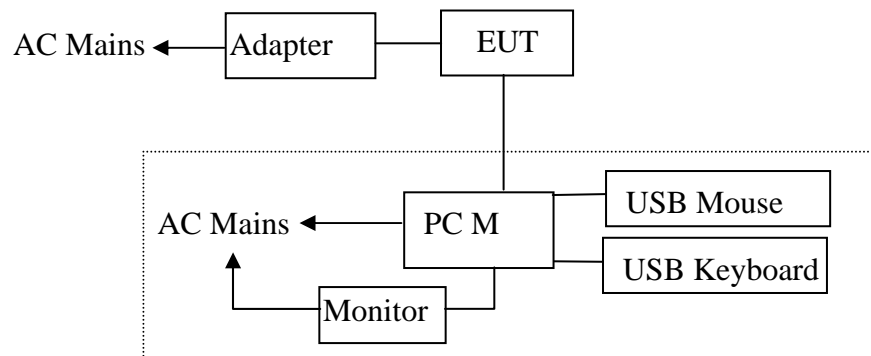 AC Mains
Adapter
EUT
AC Mains
PC M
USB Mouse
USB Keyboard
Monitor